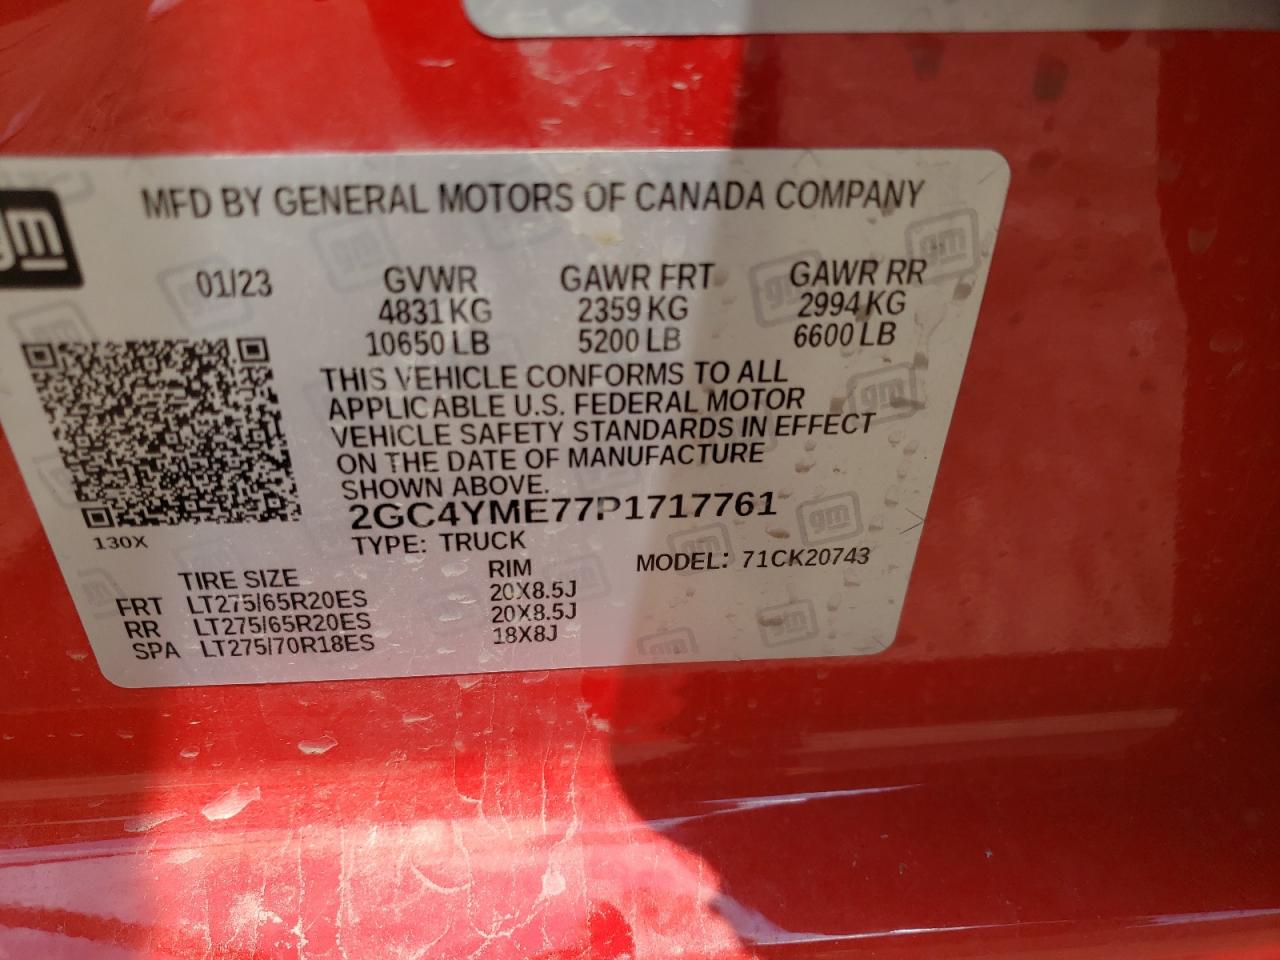 gm
MFD BY GENERAL MOTORS OF CANADA COMPANY
01/23 GVWR GAWR FRT GAWR RR
4831 KG 2359 KG 2994 KG
10650 LB 5200 LB 6600 LB
THIS VEHICLE CONFORMS TO ALL
APPLICABLE U.S. FEDERAL MOTOR
VEHICLE SAFETY STANDARDS IN EFFECT
ON THE DATE OF MANUFACTURE
SHOWN ABOVE.
2GC4YME77P1717761
130X
TYPE: TRUCK
MODEL: 71CK20743
TIRE SIZE RIM
FRT LT275/65R20ES 20X8.5J
RR LT275/65R20ES 20X8.5J
SPA LT275/70R18ES 18X8J